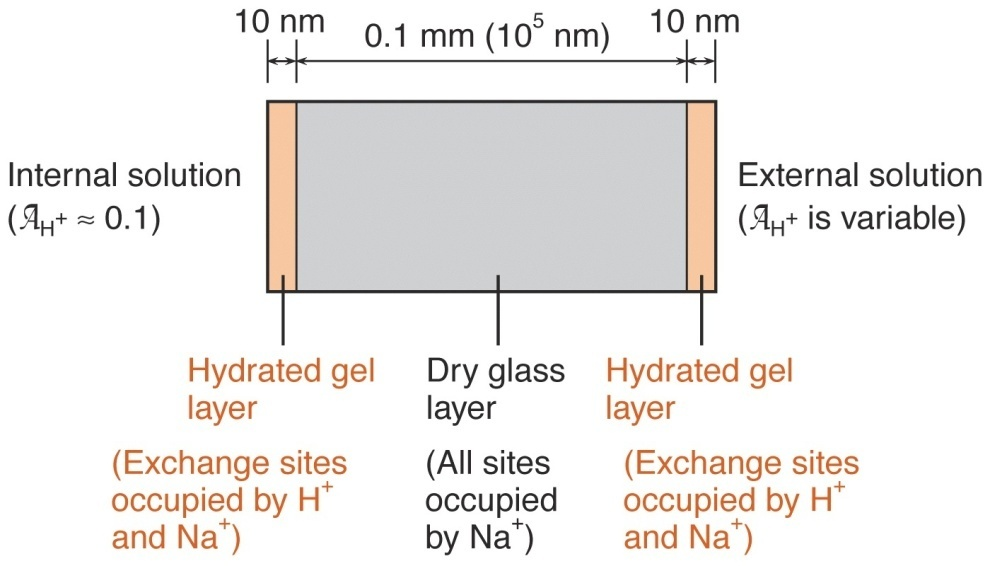 10 nm
0.1 mm (10⁵ nm)
10 nm
Internal solution
(𝒜H⁺ ≈ 0.1)
External solution
(𝒜H⁺ is variable)
Hydrated gel
layer
(Exchange sites
occupied by H⁺
and Na⁺)
Dry glass
layer
(All sites
occupied
by Na⁺)
Hydrated gel
layer
(Exchange sites
occupied by H⁺
and Na⁺)